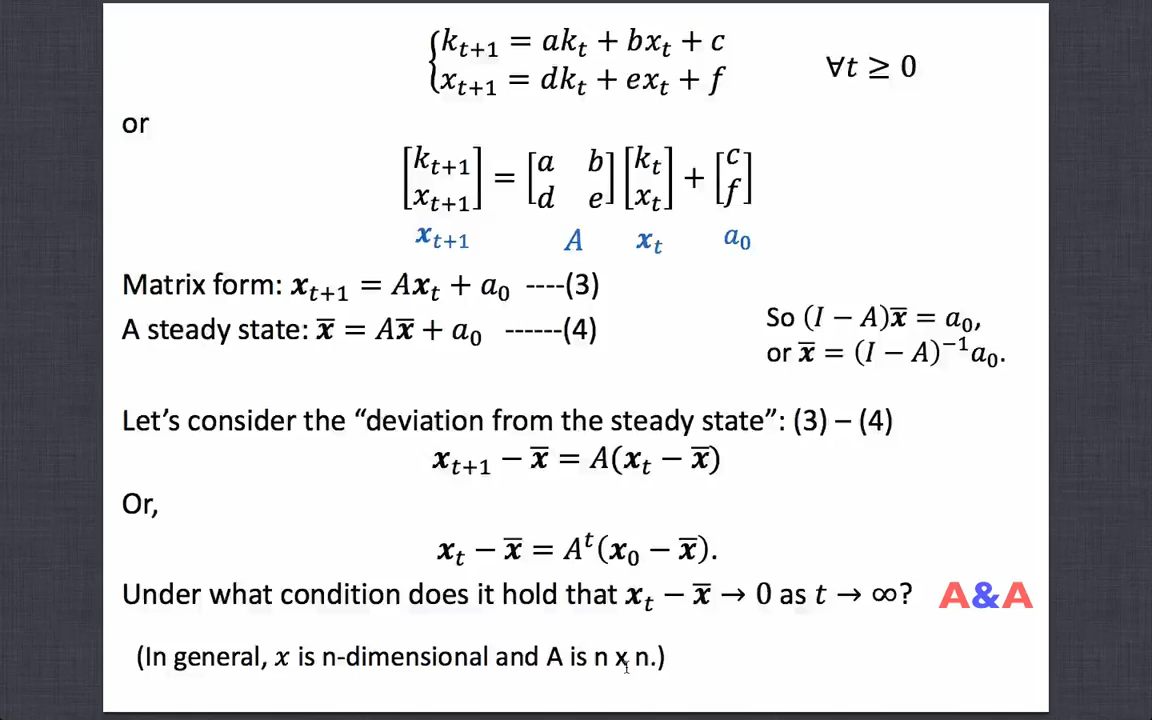 {k_{t+1} = ak_t + bx_t + c
{x_{t+1} = dk_t + ex_t + f
∀t ≥ 0
or
[k_{t+1}] = [a b] [k_t] + [c]
[x_{t+1}] [d e] [x_t] [f]
x_{t+1} A x_t a_0
Matrix form: x_{t+1} = Ax_t + a_0 ----(3)
A steady state: x̅ = Ax̅ + a_0 ------(4)
So (I − A)x̅ = a_0,
or x̅ = (I − A)^{−1}a_0.
Let’s consider the “deviation from the steady state”: (3) – (4)
x_{t+1} − x̅ = A(x_t − x̅)
Or,
x_t − x̅ = A^t(x_0 − x̅).
Under what condition does it hold that x_t − x̅ → 0 as t → ∞? A&A
(In general, x is n-dimensional and A is n x n.)